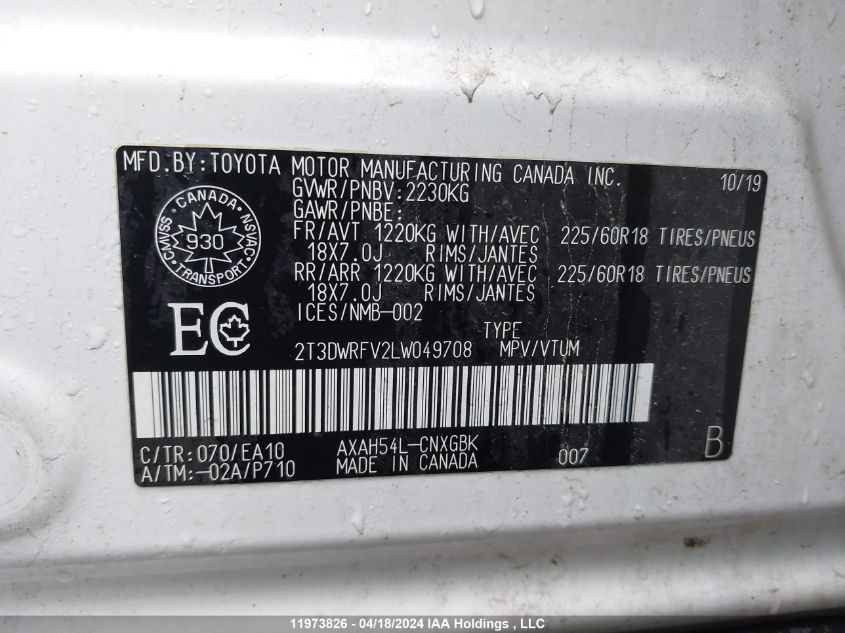 MFD.BY:TOYOTA MOTOR MANUFACTURING CANADA INC. 10/19
GVWR/PNBV:2230KG
GAWR/PNBE:
FR/AVT 1220KG WITH/AVEC 225/60R18 TIRES/PNEUS
18X7.0J RIMS/JANTES
RR/ARR 1220KG WITH/AVEC 225/60R18 TIRES/PNEUS
18X7.0J RIMS/JANTES
ICES/NMB-002
CANADA
CMVSS 930 NSVAC
TRANSPORT
EC
TYPE
2T3DWRFV2LW049708 MPV/VTUM
C/TR:070/EA10 AXAH54L-CNXGBK 007 B
A/TM:-02A/P710 MADE IN CANADA
11973826 - 04/18/2024 IAA Holdings, LLC